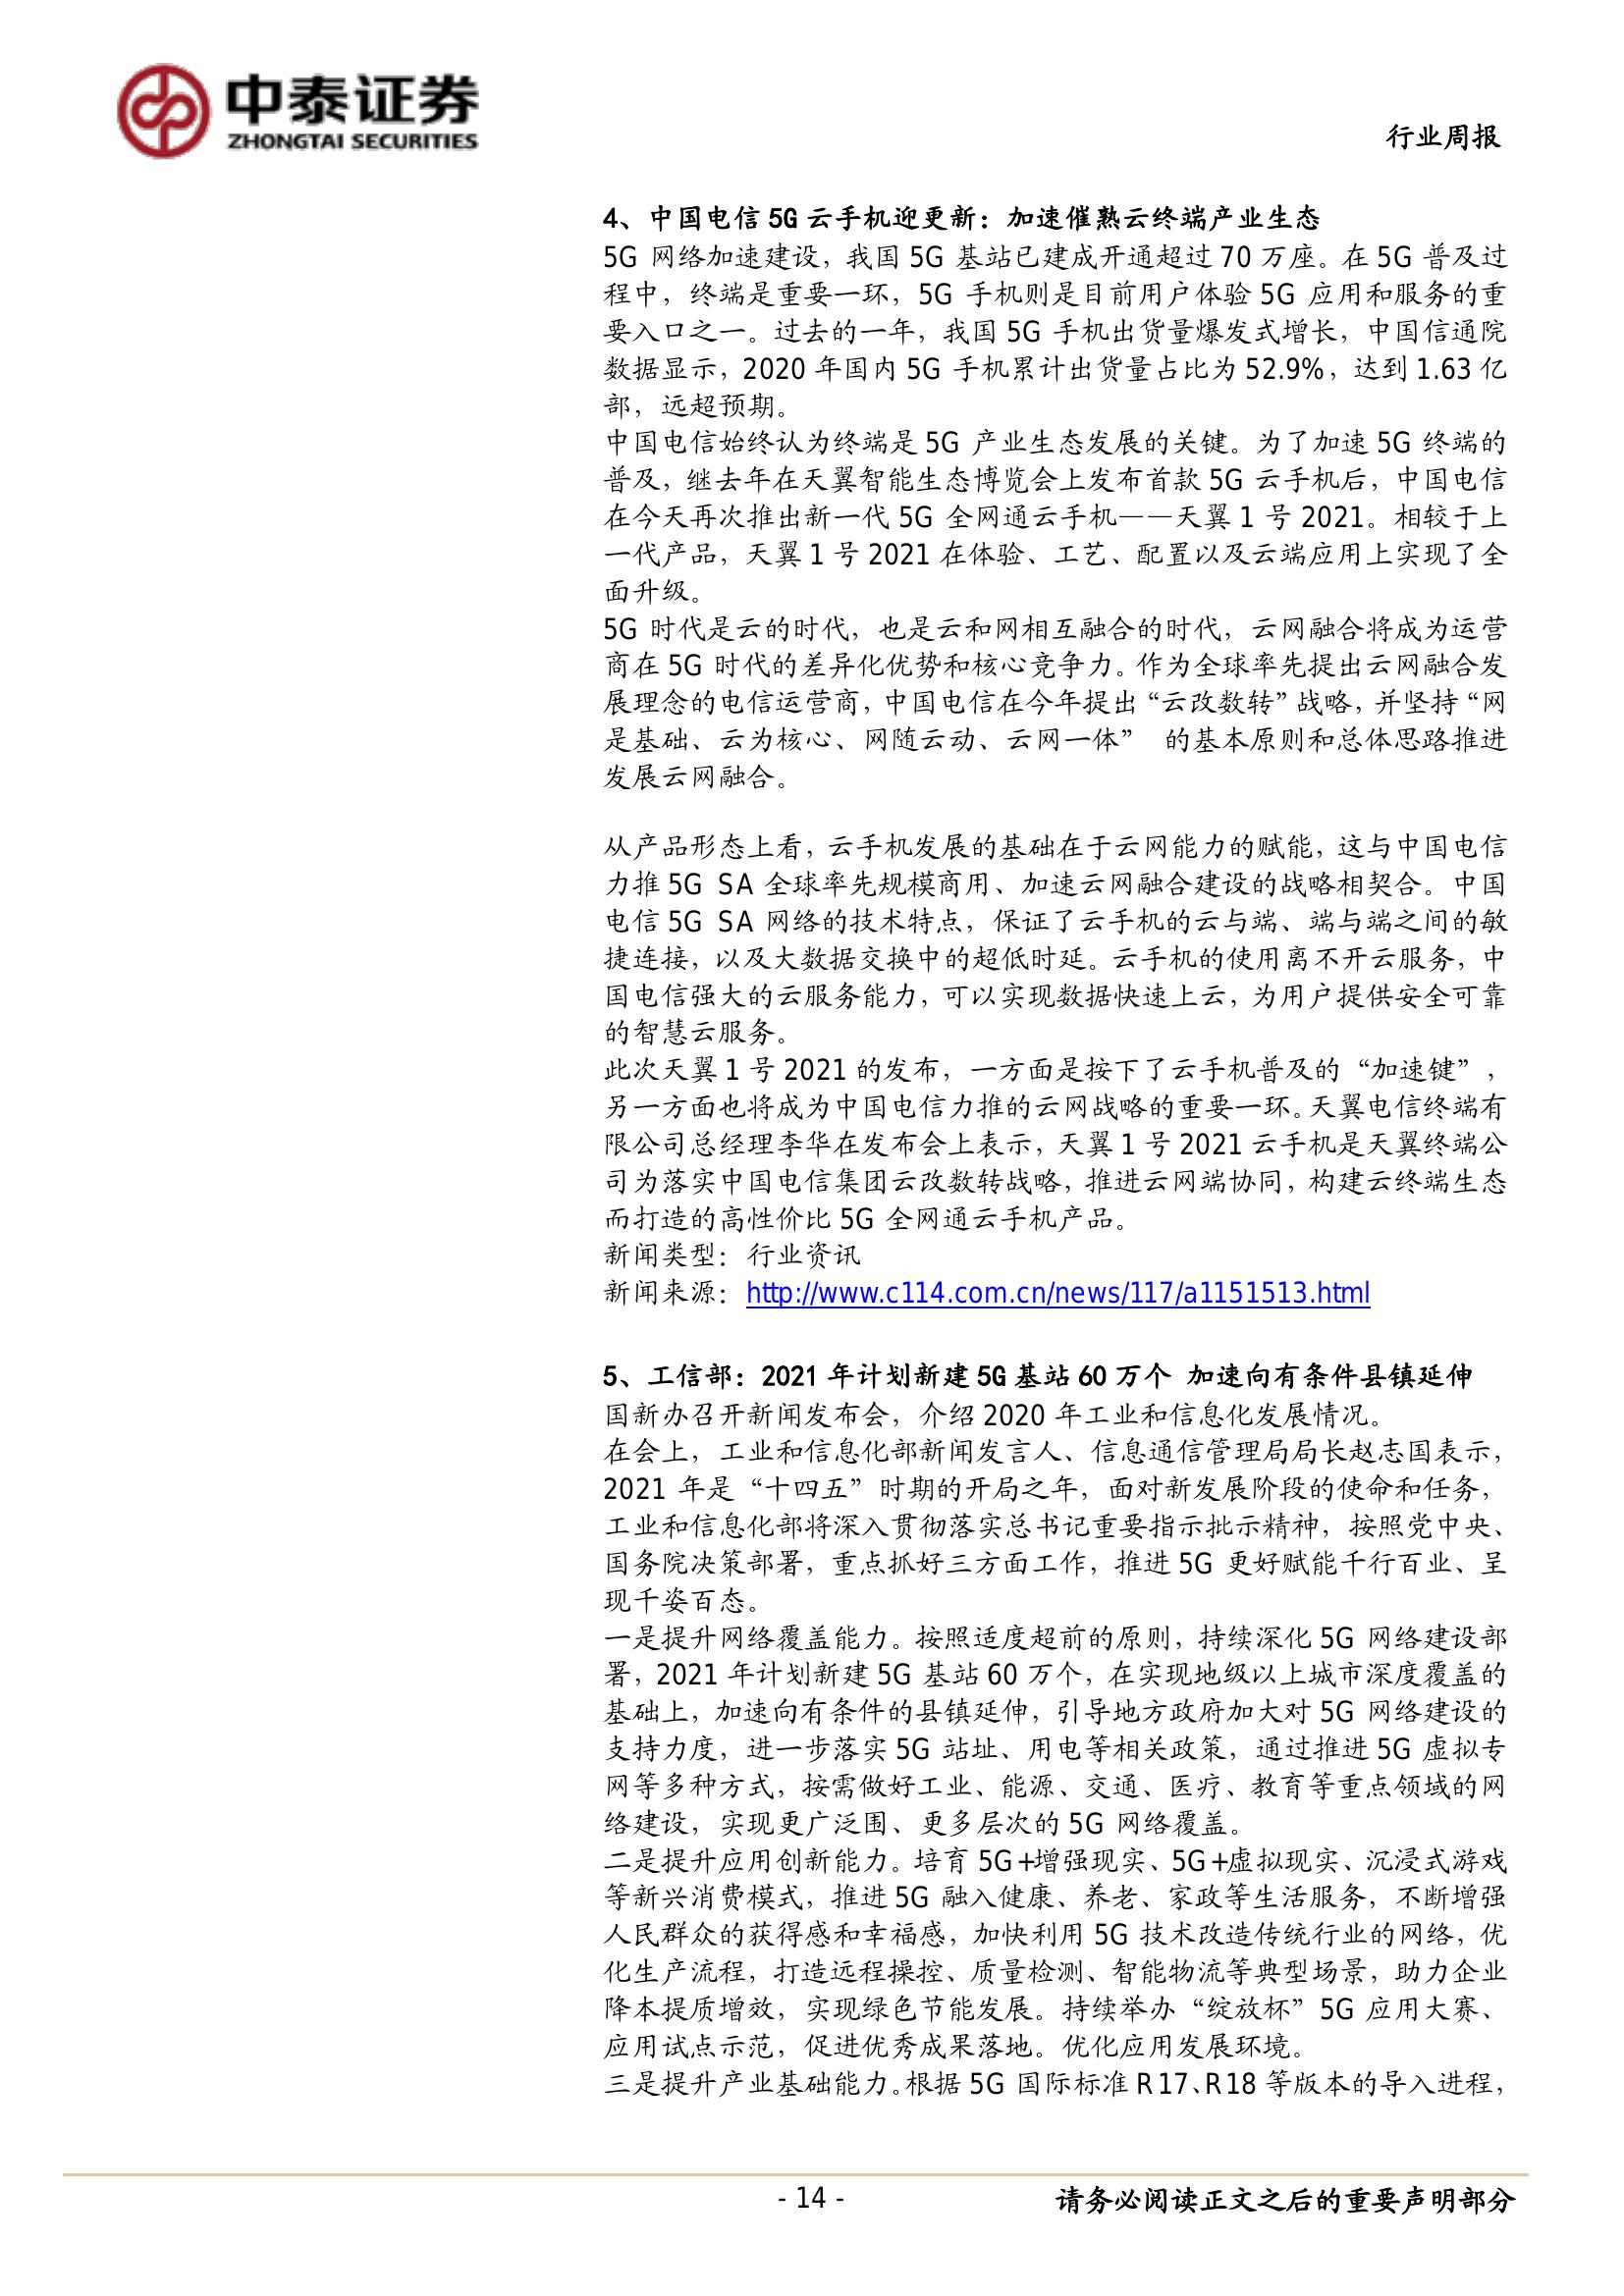 中泰证券
ZHONGTAI SECURITIES
行业周报
4、中国电信 5G 云手机迎更新：加速催熟云终端产业生态
5G 网络加速建设，我国 5G 基站已建成开通超过 70 万座。在 5G 普及过
程中，终端是重要一环，5G 手机则是目前用户体验 5G 应用和服务的重
要入口之一。过去的一年，我国 5G 手机出货量爆发式增长，中国信通院
数据显示，2020 年国内 5G 手机累计出货量占比为 52.9%，达到 1.63 亿
部，远超预期。
中国电信始终认为终端是 5G 产业生态发展的关键。为了加速 5G 终端的
普及，继去年在天翼智能生态博览会上发布首款 5G 云手机后，中国电信
在今天再次推出新一代 5G 全网通云手机——天翼 1 号 2021。相较于上
一代产品，天翼 1 号 2021 在体验、工艺、配置以及云端应用上实现了全
面升级。
5G 时代是云的时代，也是云和网相互融合的时代，云网融合将成为运营
商在 5G 时代的差异化优势和核心竞争力。作为全球率先提出云网融合发
展理念的电信运营商，中国电信在今年提出“云改数转”战略，并坚持“网
是基础、云为核心、网随云动、云网一体” 的基本原则和总体思路推进
发展云网融合。
从产品形态上看，云手机发展的基础在于云网能力的赋能，这与中国电信
力推 5G SA 全球率先规模商用、加速云网融合建设的战略相契合。中国
电信 5G SA 网络的技术特点，保证了云手机的云与端、端与端之间的敏
捷连接，以及大数据交换中的超低时延。云手机的使用离不开云服务，中
国电信强大的云服务能力，可以实现数据快速上云，为用户提供安全可靠
的智慧云服务。
此次天翼 1 号 2021 的发布，一方面是按下了云手机普及的“加速键”，
另一方面也将成为中国电信力推的云网战略的重要一环。天翼电信终端有
限公司总经理李华在发布会上表示，天翼 1 号 2021 云手机是天翼终端公
司为落实中国电信集团云改数转战略，推进云网端协同，构建云终端生态
而打造的高性价比 5G 全网通云手机产品。
新闻类型：行业资讯
新闻来源：http://www.c114.com.cn/news/117/a1151513.html
5、工信部：2021 年计划新建 5G 基站 60 万个 加速向有条件县镇延伸
国新办召开新闻发布会，介绍 2020 年工业和信息化发展情况。
在会上，工业和信息化部新闻发言人、信息通信管理局局长赵志国表示，
2021 年是“十四五”时期的开局之年，面对新发展阶段的使命和任务，
工业和信息化部将深入贯彻落实总书记重要指示批示精神，按照党中央、
国务院决策部署，重点抓好三方面工作，推进 5G 更好赋能千行百业、呈
现千姿百态。
一是提升网络覆盖能力。按照适度超前的原则，持续深化 5G 网络建设部
署，2021 年计划新建 5G 基站 60 万个，在实现地级以上城市深度覆盖的
基础上，加速向有条件的县镇延伸，引导地方政府加大对 5G 网络建设的
支持力度，进一步落实 5G 站址、用电等相关政策，通过推进 5G 虚拟专
网等多种方式，按需做好工业、能源、交通、医疗、教育等重点领域的网
络建设，实现更广泛围、更多层次的 5G 网络覆盖。
二是提升应用创新能力。培育 5G+增强现实、5G+虚拟现实、沉浸式游戏
等新兴消费模式，推进 5G 融入健康、养老、家政等生活服务，不断增强
人民群众的获得感和幸福感，加快利用 5G 技术改造传统行业的网络，优
化生产流程，打造远程操控、质量检测、智能物流等典型场景，助力企业
降本提质增效，实现绿色节能发展。持续举办“绽放杯”5G 应用大赛、
应用试点示范，促进优秀成果落地。优化应用发展环境。
三是提升产业基础能力。根据 5G 国际标准 R17、R18 等版本的导入进程，
- 14 -
请务必阅读正文之后的重要声明部分